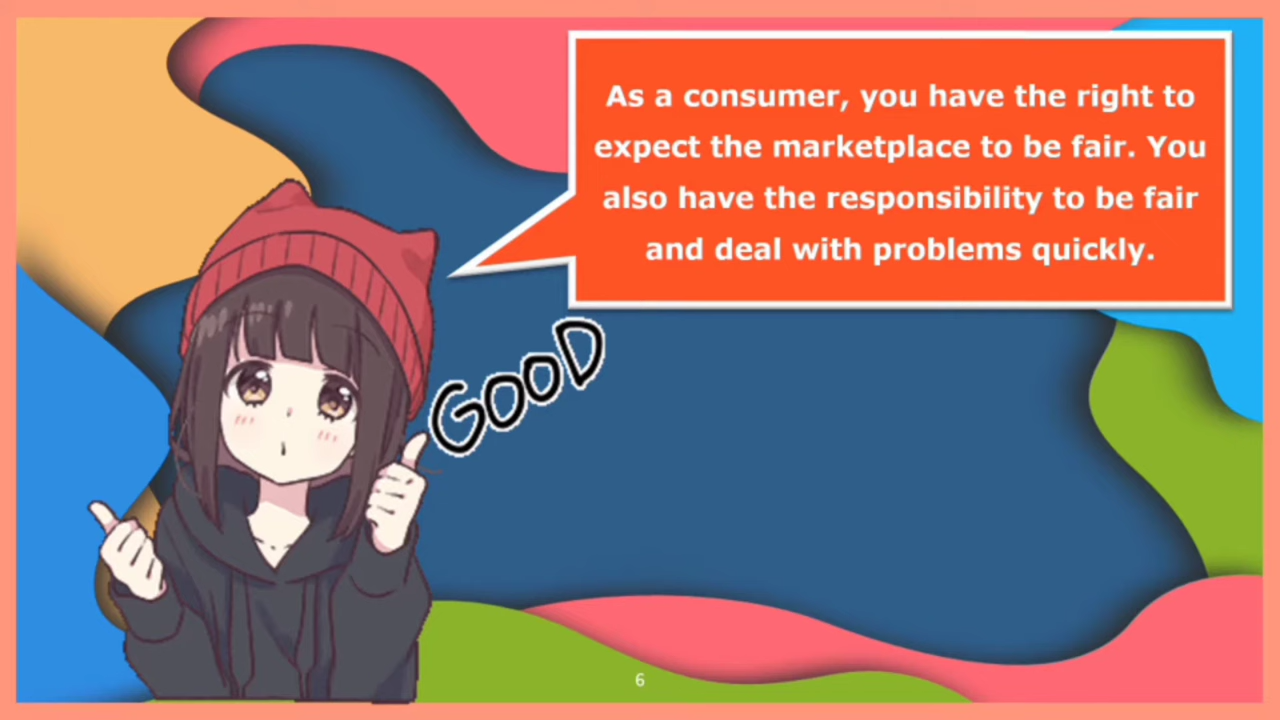 As a consumer, you have the right to
expect the marketplace to be fair. You
also have the responsibility to be fair
and deal with problems quickly.
GOOD
6